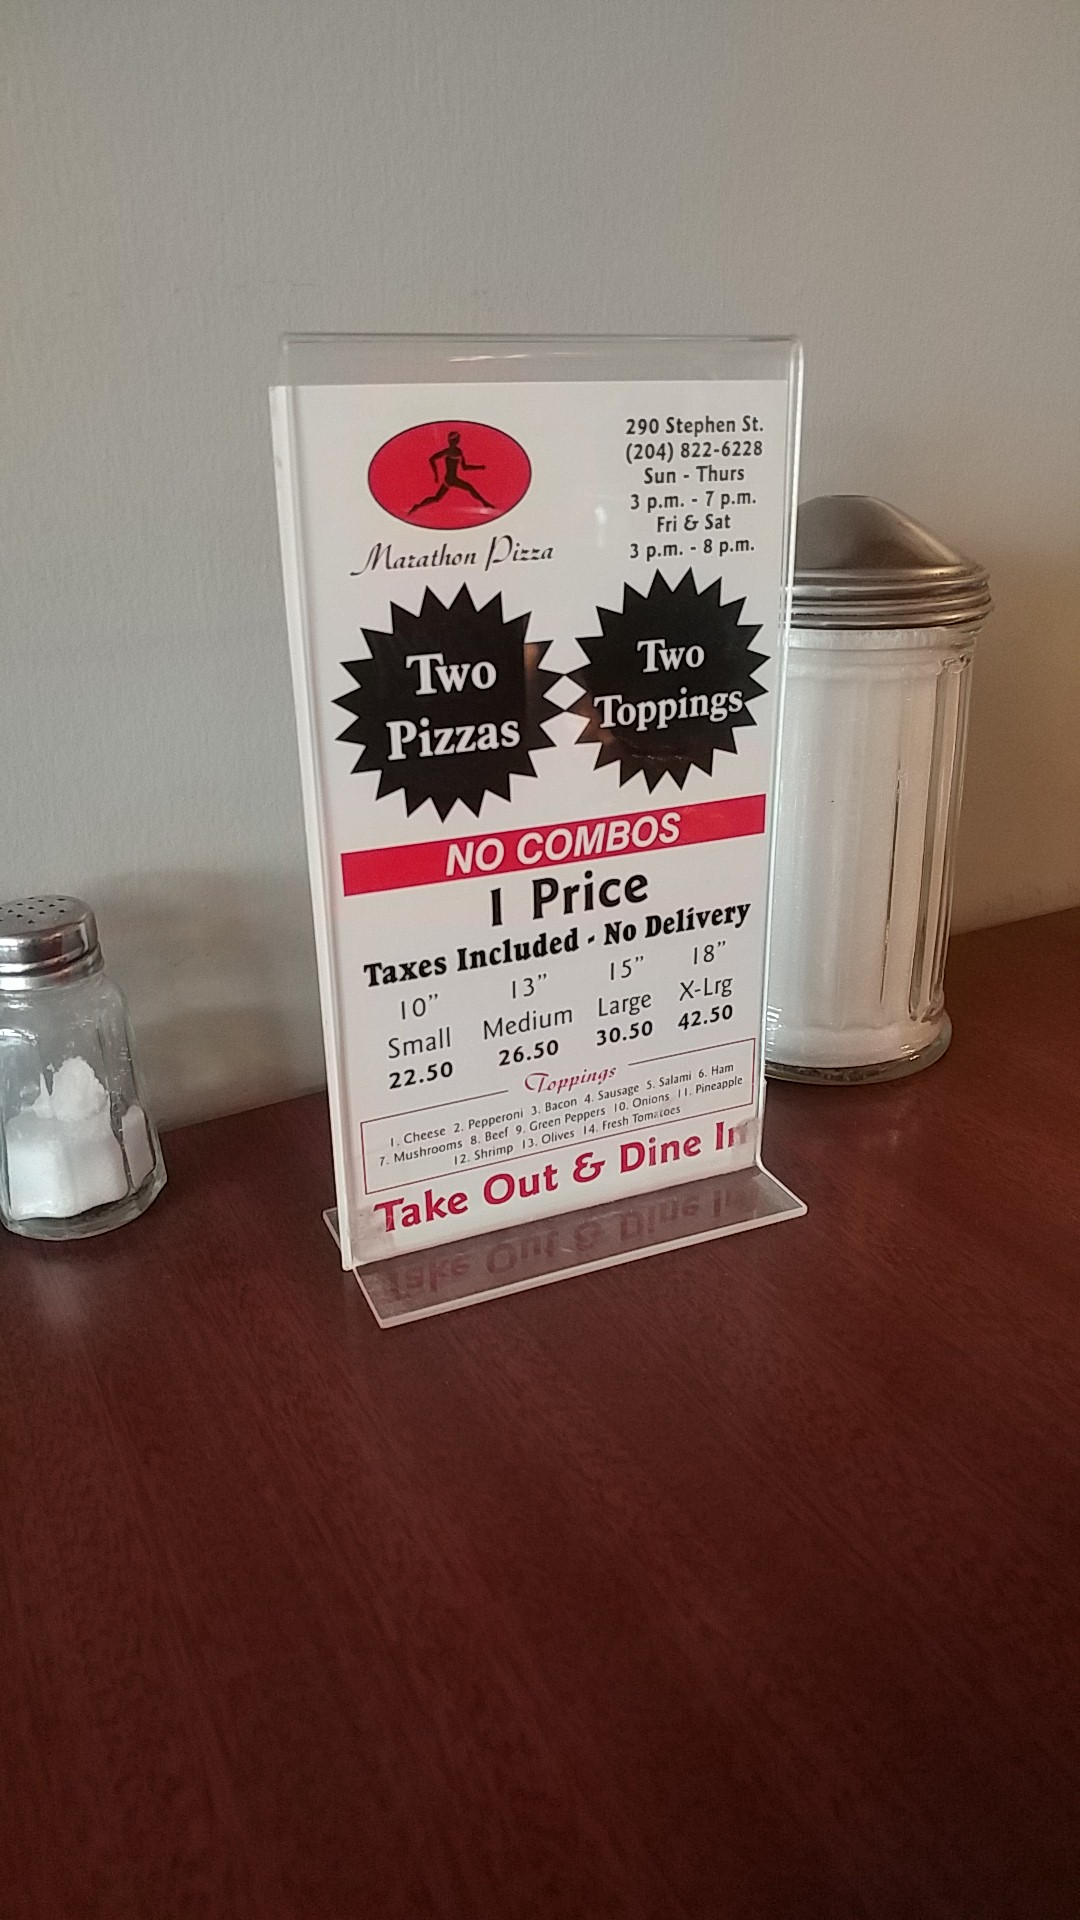 290 Stephen St.
(204) 822-6228
Sun - Thurs
3 p.m. - 7 p.m.
Fri & Sat
3 p.m. - 8 p.m.
Marathon Pizza
Two
Pizzas
Two
Toppings
NO COMBOS
1 Price
Taxes Included - No Delivery
10" 13" 15" 18"
Small Medium Large X-Lrg
22.50 26.50 30.50 42.50
Toppings
1. Cheese 2. Pepperoni 3. Bacon 4. Sausage 5. Salami 6. Ham
7. Mushrooms 8. Beef 9. Green Peppers 10. Onions 11. Pineapple
12. Shrimp 13. Olives 14. Fresh Tomatoes
Take Out & Dine In